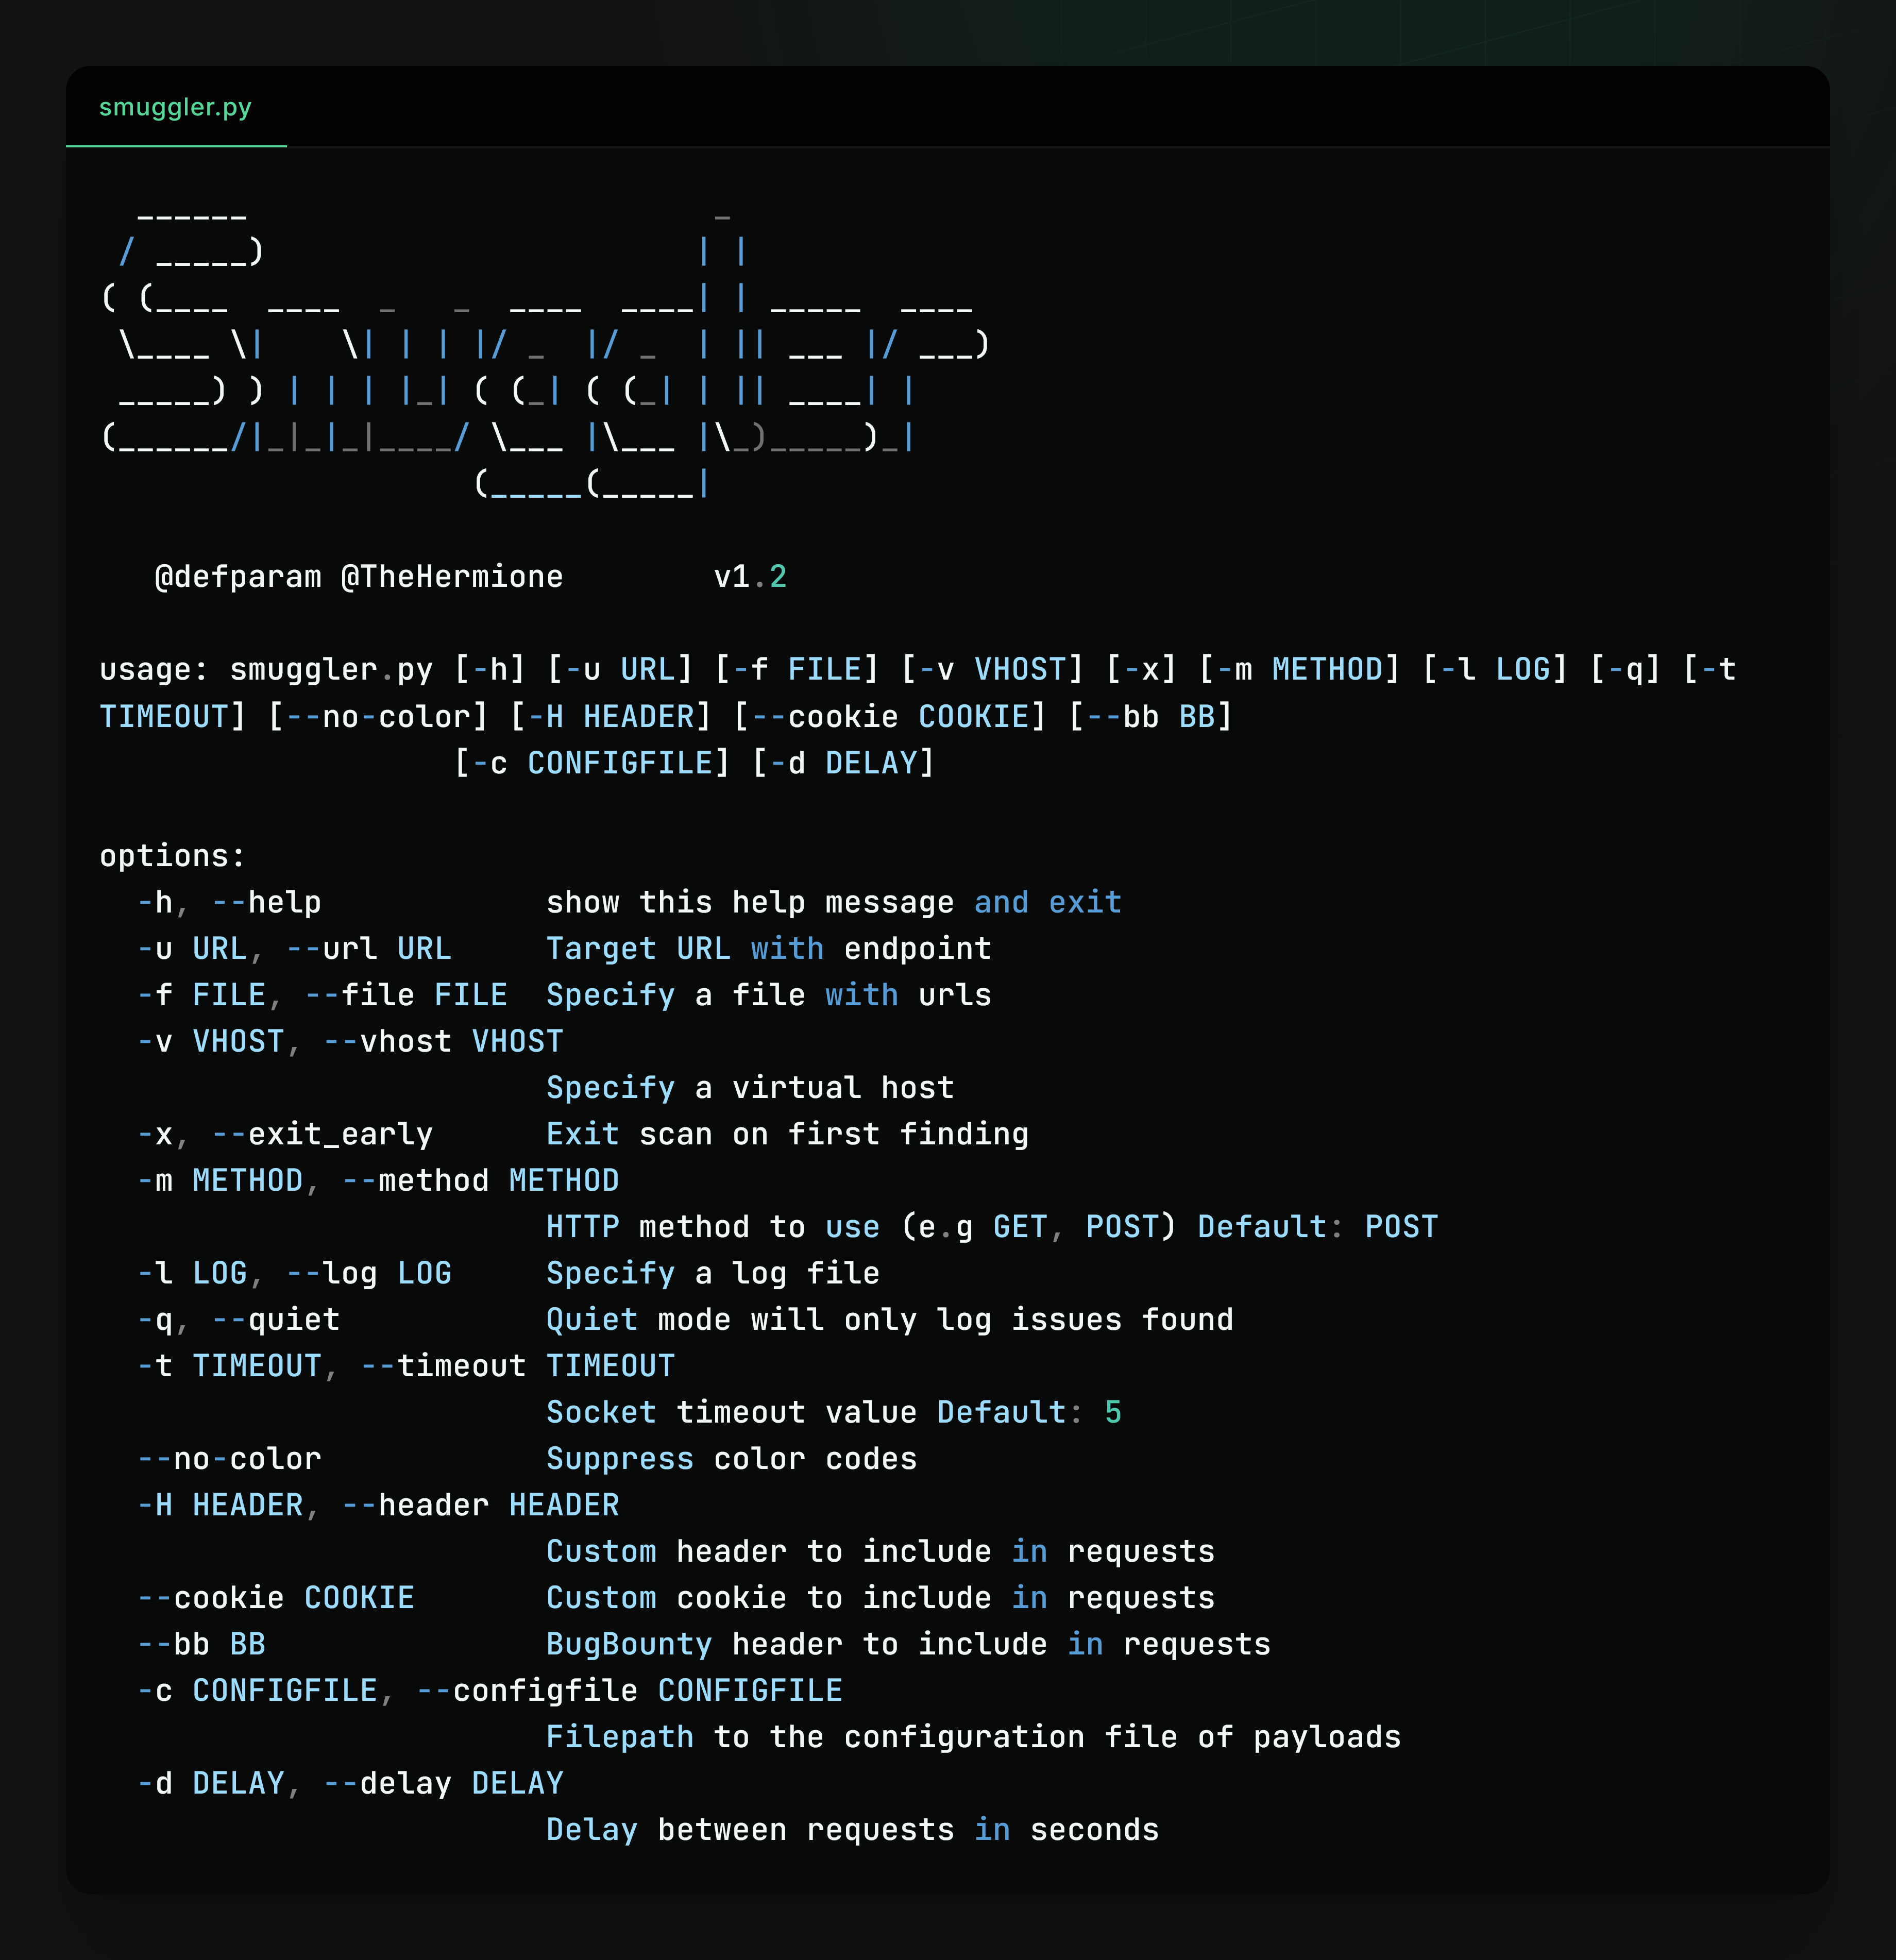 smuggler.py
  ______                         _
 / _____)                       | |
( (____  ____  _   _  ____  ____| | _____  ____
 \____ \|    \| | | |/ _  |/ _  | || ___ |/ ___)
 _____) ) | | | |_| ( (_| ( (_| | || ____| |
(______/|_|_|_|____/ \___ |\___ |\_)_____)_|
                    (_____(_____|
   @defparam @TheHermione        v1.2
usage: smuggler.py [-h] [-u URL] [-f FILE] [-v VHOST] [-x] [-m METHOD] [-l LOG] [-q] [-t
TIMEOUT] [--no-color] [-H HEADER] [--cookie COOKIE] [--bb BB]
                   [-c CONFIGFILE] [-d DELAY]
options:
  -h, --help            show this help message and exit
  -u URL, --url URL     Target URL with endpoint
  -f FILE, --file FILE  Specify a file with urls
  -v VHOST, --vhost VHOST
                        Specify a virtual host
  -x, --exit_early      Exit scan on first finding
  -m METHOD, --method METHOD
                        HTTP method to use (e.g GET, POST) Default: POST
  -l LOG, --log LOG     Specify a log file
  -q, --quiet           Quiet mode will only log issues found
  -t TIMEOUT, --timeout TIMEOUT
                        Socket timeout value Default: 5
  --no-color            Suppress color codes
  -H HEADER, --header HEADER
                        Custom header to include in requests
  --cookie COOKIE       Custom cookie to include in requests
  --bb BB               BugBounty header to include in requests
  -c CONFIGFILE, --configfile CONFIGFILE
                        Filepath to the configuration file of payloads
  -d DELAY, --delay DELAY
                        Delay between requests in seconds